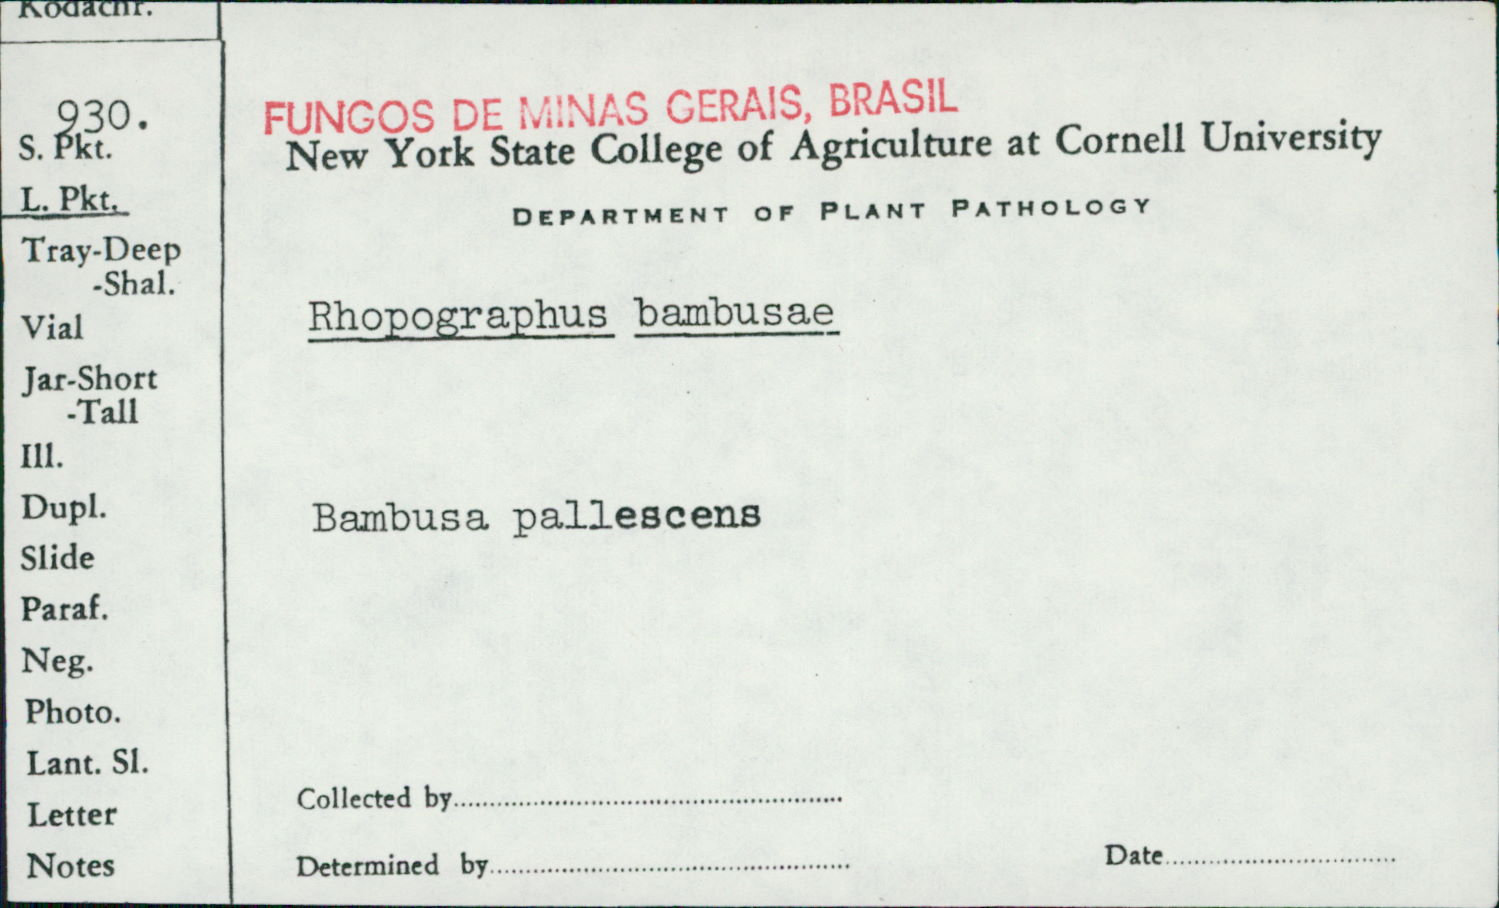 Kodachr.
930.
S. Pkt.
L. Pkt.
Tray-Deep
-Shal.
Vial
Jar-Short
-Tall
Ill.
Dupl.
Slide
Paraf.
Neg.
Photo.
Lant. Sl.
Letter
Notes
FUNGOS DE MINAS GERAIS, BRASIL
New York State College of Agriculture at Cornell University
DEPARTMENT OF PLANT PATHOLOGY
Rhopographus bambusae
Bambusa pallescens
Collected by
Determined by
Date